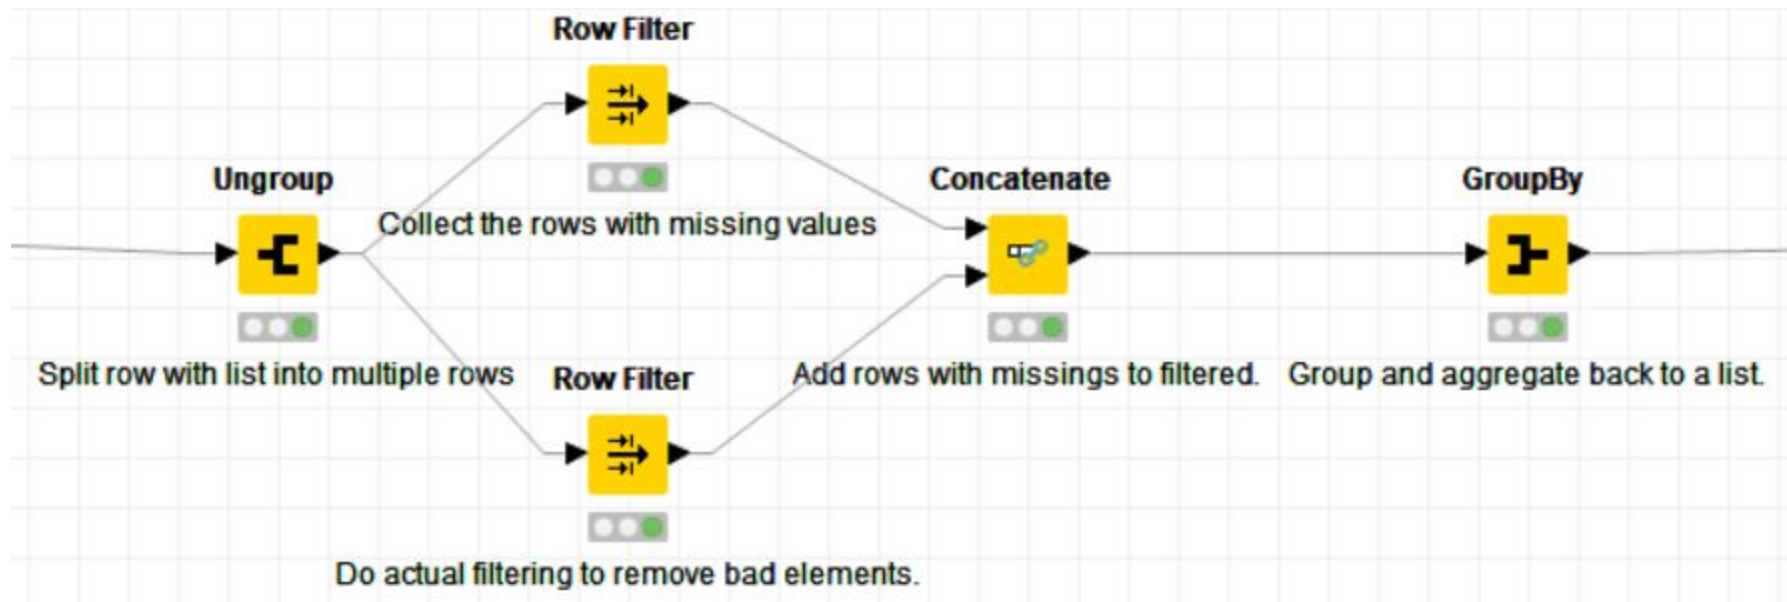 Row Filter
Collect the rows with missing values
Ungroup
Split row with list into multiple rows
Row Filter
Do actual filtering to remove bad elements.
Concatenate
Add rows with missings to filtered.
GroupBy
Group and aggregate back to a list.